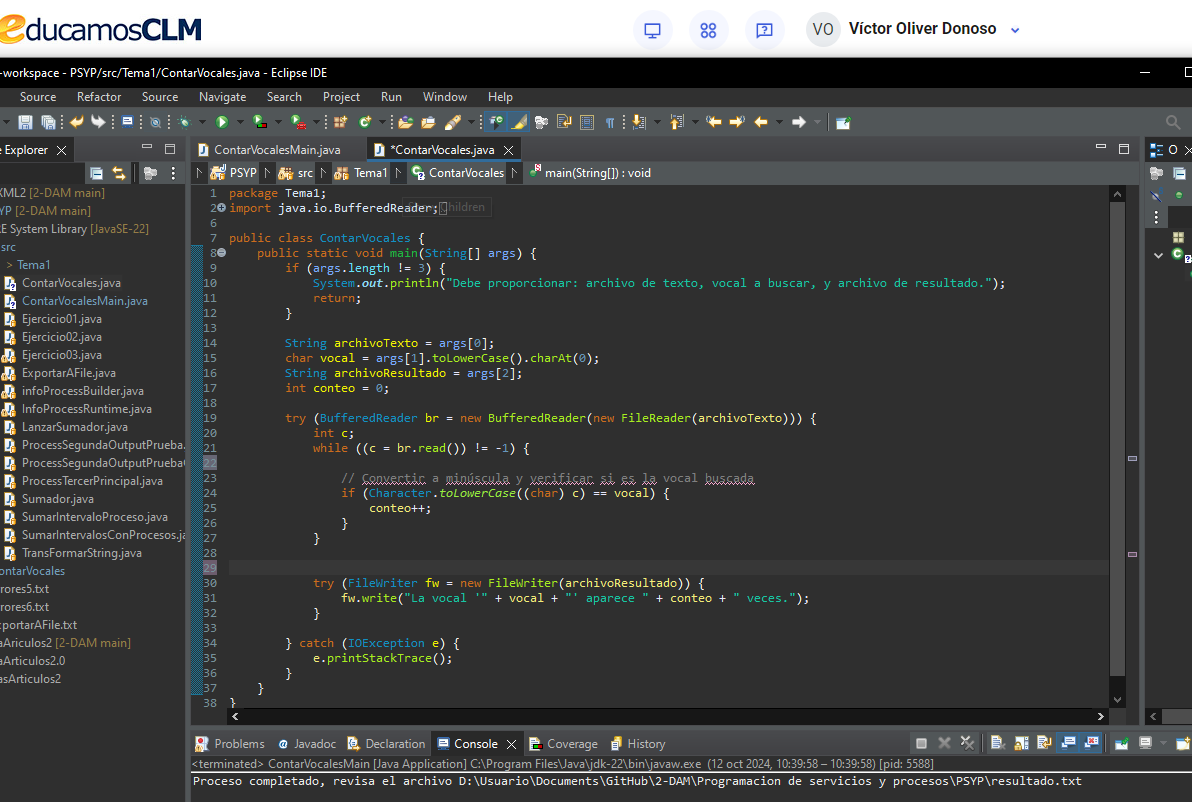 educamosCLM
VO Víctor Oliver Donoso
-workspace - PSYP/src/Tema1/ContarVocales.java - Eclipse IDE
Source Refactor Source Navigate Search Project Run Window Help
Explorer
ContarVocalesMain.java *ContarVocales.java
PSYP src Tema1 ContarVocales main(String[]) : void
XML2 [2-DAM main]
YP [2-DAM main]
E System Library [JavaSE-22]
src
> Tema1
ContarVocales.java
ContarVocalesMain.java
Ejercicio01.java
Ejercicio02.java
Ejercicio03.java
ExportarAFile.java
infoProcessBuilder.java
InfoProcessRuntime.java
LanzarSumador.java
ProcessSegundaOutputPrueba.
ProcessSegundaOutputPrueba
ProcessTercerPrincipal.java
Sumador.java
SumarIntervaloProceso.java
SumarIntervalosConProcesos.ja
TransFormarString.java
ontarVocales
rores5.txt
rores6.txt
portarAFile.txt
aAriculos2 [2-DAM main]
aArticulos2.0
asArticulos2
1 package Tema1;
2 import java.io.BufferedReader;
6
7 public class ContarVocales {
8 public static void main(String[] args) {
9 if (args.length != 3) {
10 System.out.println("Debe proporcionar: archivo de texto, vocal a buscar, y archivo de resultado.");
11 return;
12 }
13
14 String archivoTexto = args[0];
15 char vocal = args[1].toLowerCase().charAt(0);
16 String archivoResultado = args[2];
17 int conteo = 0;
18
19 try (BufferedReader br = new BufferedReader(new FileReader(archivoTexto))) {
20 int c;
21 while ((c = br.read()) != -1) {
22
23 // Convertir a minúscula y verificar si es la vocal buscada
24 if (Character.toLowerCase((char) c) == vocal) {
25 conteo++;
26 }
27 }
28
29
30 try (FileWriter fw = new FileWriter(archivoResultado)) {
31 fw.write("La vocal '" + vocal + "' aparece " + conteo + " veces.");
32 }
33
34 } catch (IOException e) {
35 e.printStackTrace();
36 }
37 }
38 }
Problems Javadoc Declaration Console Coverage History
<terminated> ContarVocalesMain [Java Application] C:\Program Files\Java\jdk-22\bin\javaw.exe (12 oct 2024, 10:39:58 – 10:39:58) [pid: 5588]
Proceso completado, revisa el archivo D:\Usuario\Documents\GitHub\2-DAM\Programacion de servicios y procesos\PSYP\resultado.txt